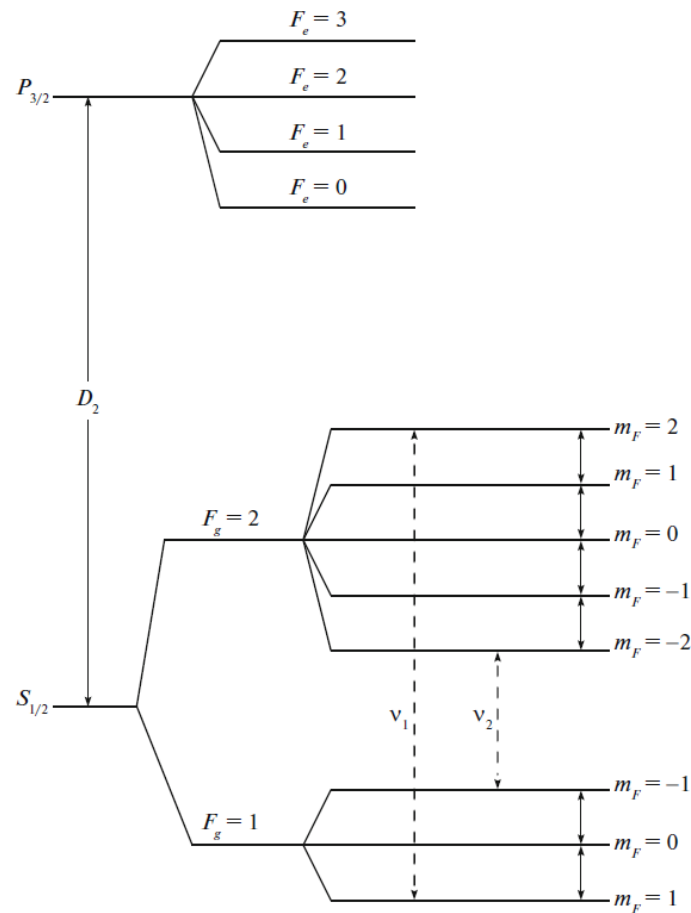 F_e = 3
P_3/2
F_e = 2
F_e = 1
F_e = 0
D_2
m_F = 2
m_F = 1
F_g = 2
m_F = 0
m_F = –1
m_F = –2
S_1/2
ν_1
ν_2
m_F = –1
F_g = 1
m_F = 0
m_F = 1